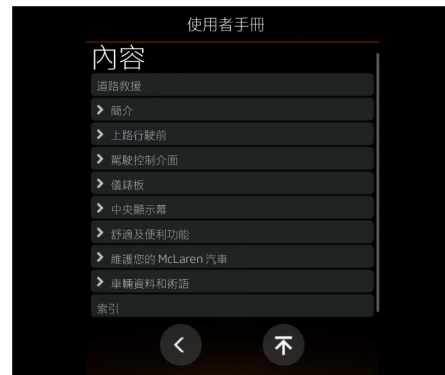 使用者手冊
內容
道路救援
簡介
上路行駛前
駕駛控制介面
儀錶板
中央顯示幕
舒適及便利功能
維護您的 McLaren 汽車
車輛資料和術語
索引